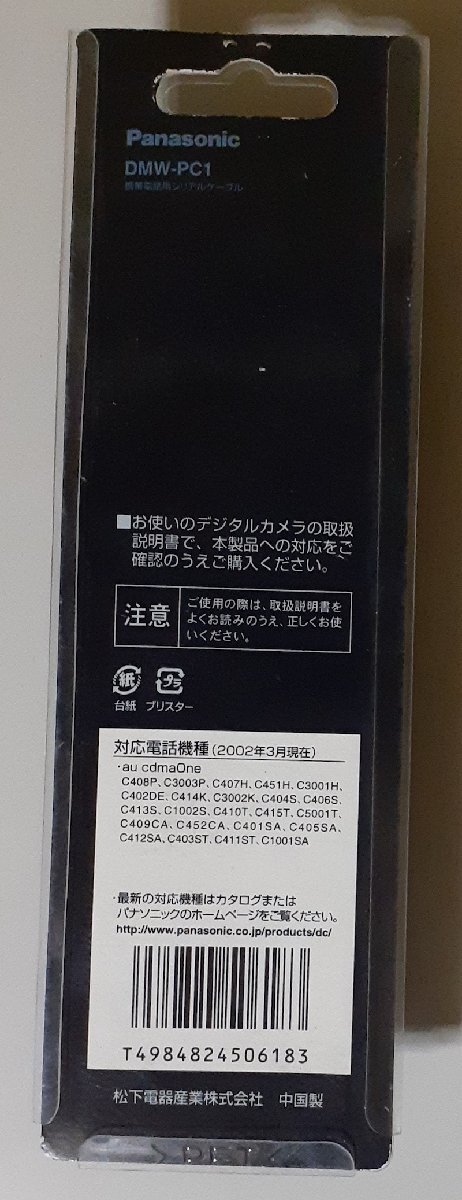 Panasonic
DMW-PC1
携帯電話用シリアルケーブル
■お使いのデジタルカメラの取扱
説明書で、本製品への対応をご
確認のうえご購入ください。
注意
ご使用の際は、取扱説明書を
よくお読みのうえ、正しくお使
いください。
紙 プラ
台紙 ブリスター
対応電話機種(2002年3月現在)
・au cdmaOne
C408P、C3003P、C407H、C451H、C3001H、
C402DE、C414K、C3002K、C404S、C406S、
C413S、C1002S、C410T、C415T、C5001T、
C409CA、C452CA、C401SA、C405SA、
C412SA、C403ST、C411ST、C1001SA
・最新の対応機種はカタログまたは
パナソニックのホームページをご覧ください。
http://www.panasonic.co.jp/products/dc/
T4984824506183
松下電器産業株式会社 中国製
PET